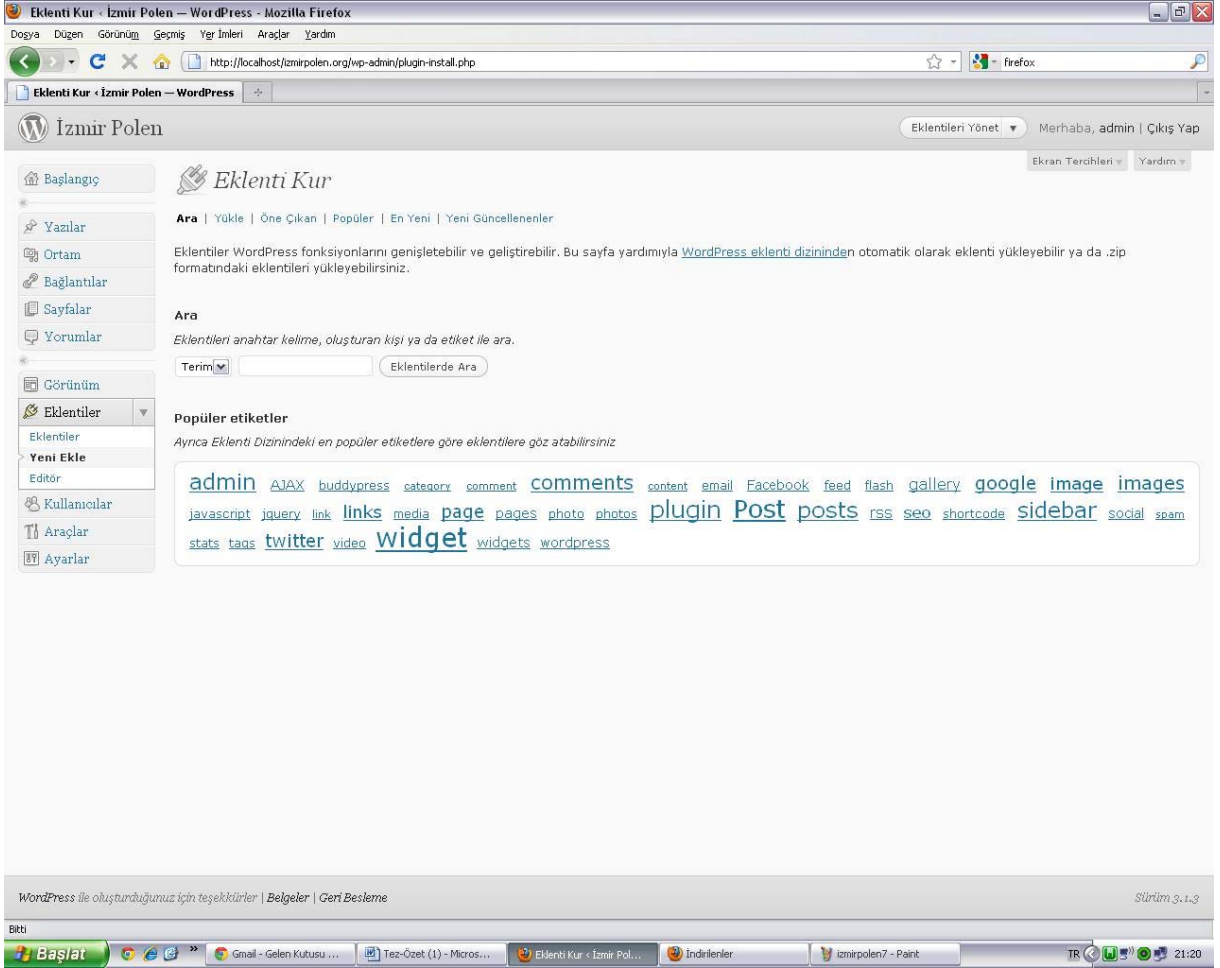 Eklenti Kur ‹ İzmir Polen — WordPress - Mozilla Firefox
Dosya Düzen Görünüm Geçmiş Yer İmleri Araçlar Yardım
http://localhost/izmirpolen.org/wp-admin/plugin-install.php firefox
Eklenti Kur ‹ İzmir Polen — WordPress
İzmir Polen Eklentileri Yönet Merhaba, admin | Çıkış Yap
Ekran Tercihleri Yardım
Başlangıç
Yazılar
Ortam
Bağlantılar
Sayfalar
Yorumlar
Görünüm
Eklentiler
Eklentiler
Yeni Ekle
Editör
Kullanıcılar
Araçlar
Ayarlar
Eklenti Kur
Ara | Yükle | Öne Çıkan | Popüler | En Yeni | Yeni Güncellenenler
Eklentiler WordPress fonksiyonlarını genişletebilir ve geliştirebilir. Bu sayfa yardımıyla WordPress eklenti dizininden otomatik olarak eklenti yükleyebilir ya da .zip
formatındaki eklentileri yükleyebilirsiniz.
Ara
Eklentileri anahtar kelime, oluşturan kişi ya da etiket ile ara.
Terim Eklentilerde Ara
Popüler etiketler
Ayrıca Eklenti Dizinindeki en popüler etiketlere göre eklentilere göz atabilirsiniz
admin AJAX buddypress category comment comments content email Facebook feed flash gallery google image images
javascript jquery link links media page pages photo photos plugin Post posts rss seo shortcode sidebar social spam
stats tags twitter video widget widgets wordpress
WordPress ile oluşturduğunuz için teşekkürler | Belgeler | Geri Besleme Sürüm 3.1.3
Bitti
Başlat Gmail - Gelen Kutusu ... Tez-Özet (1) - Micros... Eklenti Kur ‹ İzmir Pol... İndirilenler izmirpolen7 - Paint TR 21:20